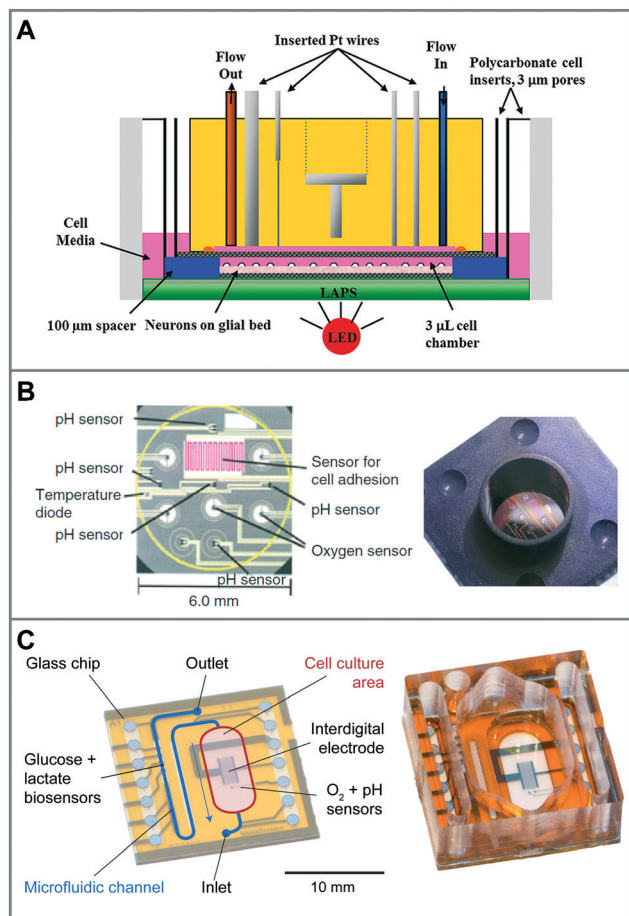 A
Flow
Out
Inserted Pt wires
Flow
In
Polycarbonate cell
inserts, 3 µm pores
Cell
Media
100 µm spacer
Neurons on glial bed
LAPS
LED
3 µL cell
chamber
B
pH sensor
pH sensor
Temperature
diode
pH sensor
Sensor for
cell adhesion
pH sensor
Oxygen sensor
pH sensor
6.0 mm
C
Glass chip
Outlet
Cell culture
area
Glucose +
lactate
biosensors
Interdigital
electrode
O₂ + pH
sensors
Microfluidic channel
Inlet
10 mm